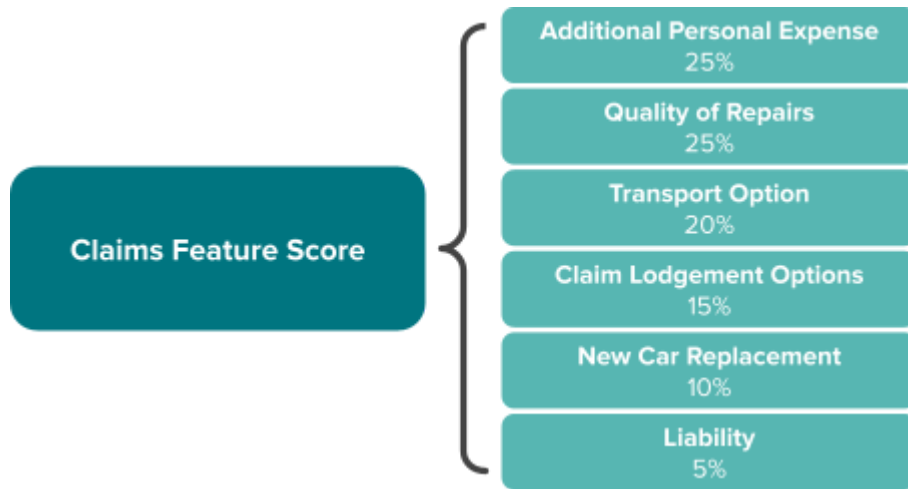 Additional Personal Expense
25%
Quality of Repairs
25%
Transport Option
20%
Claims Feature Score
Claim Lodgement Options
15%
New Car Replacement
10%
Liability
5%